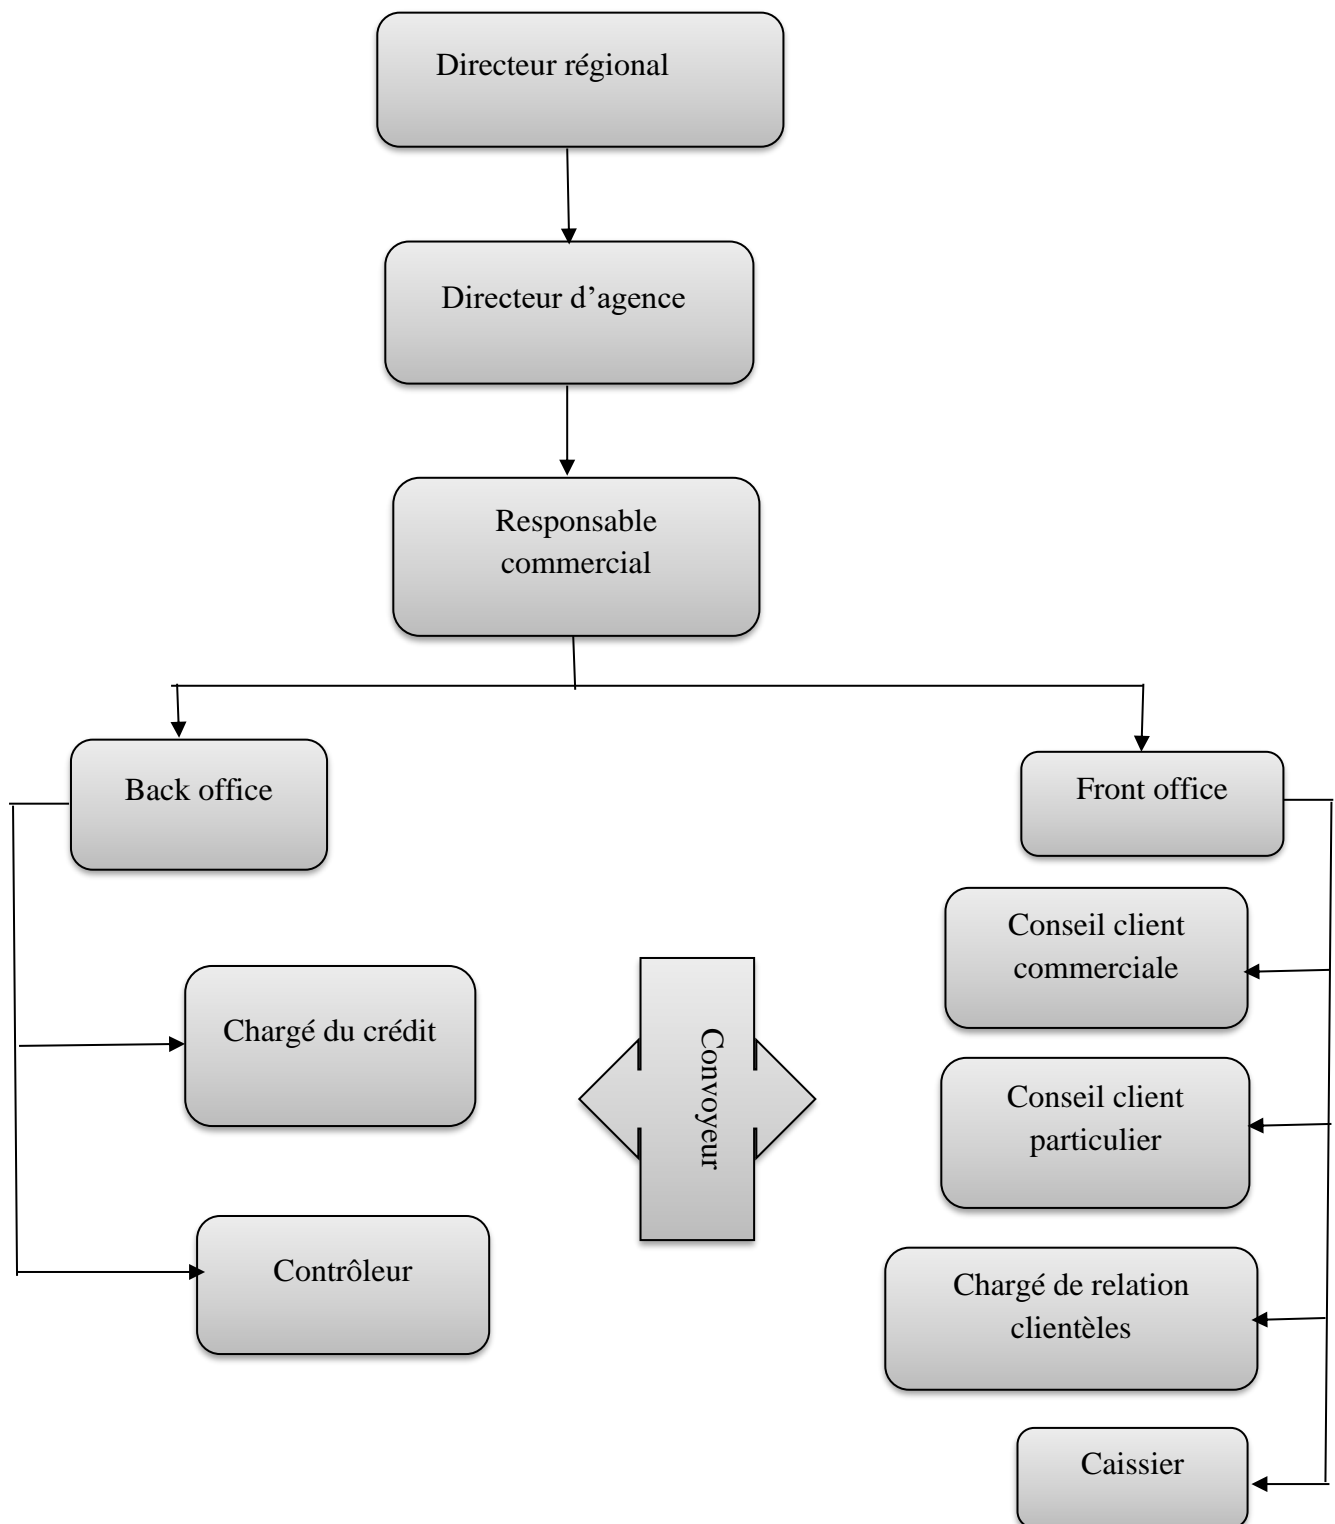 Directeur régional
Directeur d’agence
Responsable
commercial
Back office
Front office
Conseil client
commerciale
Chargé du crédit
Convoyeur
Conseil client
particulier
Contrôleur
Chargé de relation
clientèles
Caissier